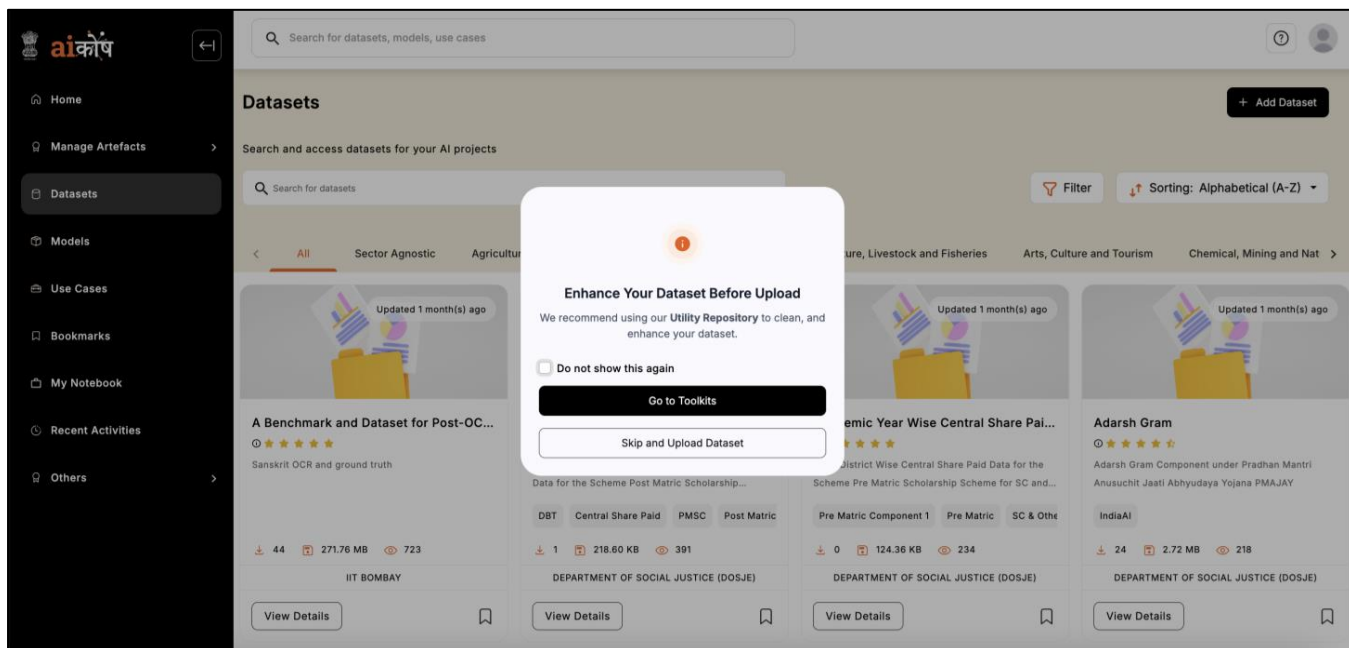 aiकोष
Search for datasets, models, use cases
Home
Manage Artefacts
Datasets
Models
Use Cases
Bookmarks
My Notebook
Recent Activities
Others
Datasets
+ Add Dataset
Search and access datasets for your AI projects
Search for datasets
Filter
Sorting: Alphabetical (A-Z)
All
Sector Agnostic
Livestock and Fisheries
Arts, Culture and Tourism
Chemical, Mining and Nat
Enhance Your Dataset Before Upload
We recommend using our Utility Repository to clean, and
enhance your dataset.
Do not show this again
Go to Toolkits
Skip and Upload Dataset
Updated 1 month(s) ago
A Benchmark and Dataset for Post-OC...
Sanskrit OCR and ground truth
44 271.76 MB 723
IIT BOMBAY
View Details
Data for the Scheme Post Matric Scholarship...
DBT Central Share Paid PMSC Post Matric
1 218.60 KB 391
DEPARTMENT OF SOCIAL JUSTICE (DOSJE)
View Details
Updated 1 month(s) ago
Year Wise Central Share Pai...
District Wise Central Share Paid Data for the
Scheme Pre Matric Scholarship Scheme for SC and...
Pre Matric Component 1 Pre Matric SC & Othe
0 124.36 KB 234
DEPARTMENT OF SOCIAL JUSTICE (DOSJE)
View Details
Updated 1 month(s) ago
Adarsh Gram
Adarsh Gram Component under Pradhan Mantri
Anusuchit Jaati Abhyudaya Yojana PMAJAY
IndiaAI
24 2.72 MB 218
DEPARTMENT OF SOCIAL JUSTICE (DOSJE)
View Details